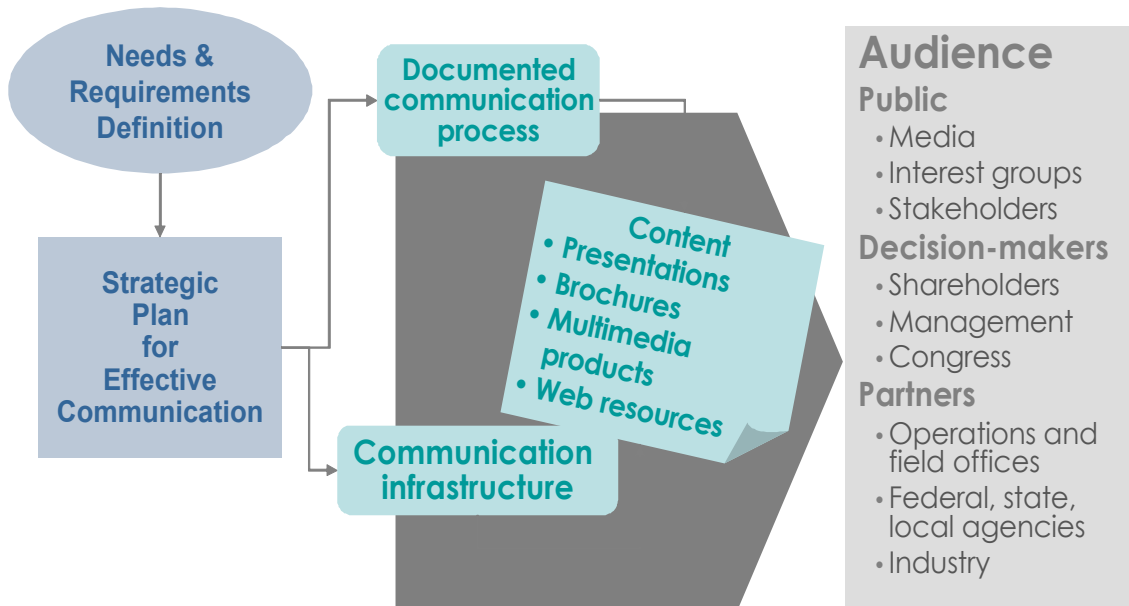 Needs &
Requirements
Definition
Strategic
Plan
for
Effective
Communication
Documented
communication
process
Content
• Presentations
• Brochures
• Multimedia
products
• Web resources
Communication
infrastructure
Audience
Public
• Media
• Interest groups
• Stakeholders
Decision-makers
• Shareholders
• Management
• Congress
Partners
• Operations and
field offices
• Federal, state,
local agencies
• Industry